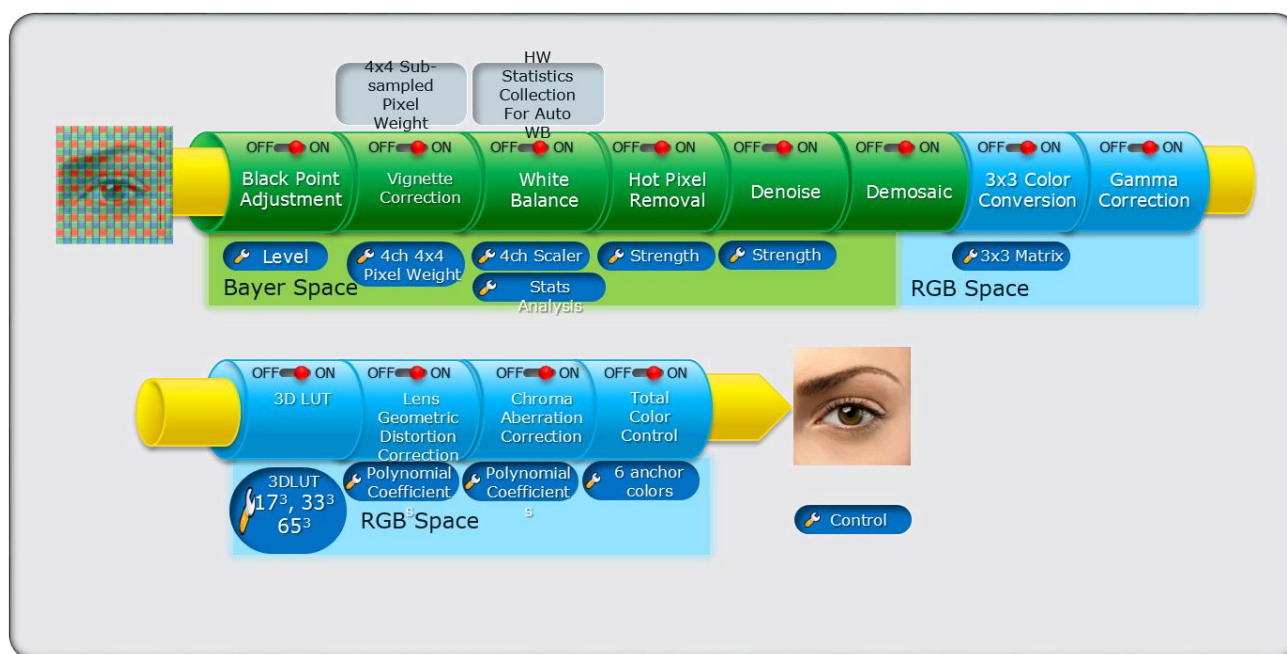 4x4 Sub-
sampled
Pixel
Weight
HW
Statistics
Collection
For Auto
WB
OFF ON
OFF ON
OFF ON
OFF ON
OFF ON
OFF ON
OFF ON
OFF ON
Black Point
Adjustment
Vignette
Correction
White
Balance
Hot Pixel
Removal
Denoise
Demosaic
3x3 Color
Conversion
Gamma
Correction
Level
4ch 4x4
Pixel Weight
4ch Scaler
Stats
Analysis
Strength
Strength
3x3 Matrix
Bayer Space
RGB Space
OFF ON
OFF ON
OFF ON
OFF ON
3D LUT
Lens
Geometric
Distortion
Correction
Chroma
Aberration
Correction
Total
Color
Control
3DLUT
17³, 33³
65³
Polynomial
Coefficient
s
Polynomial
Coefficient
s
6 anchor
colors
RGB Space
Control